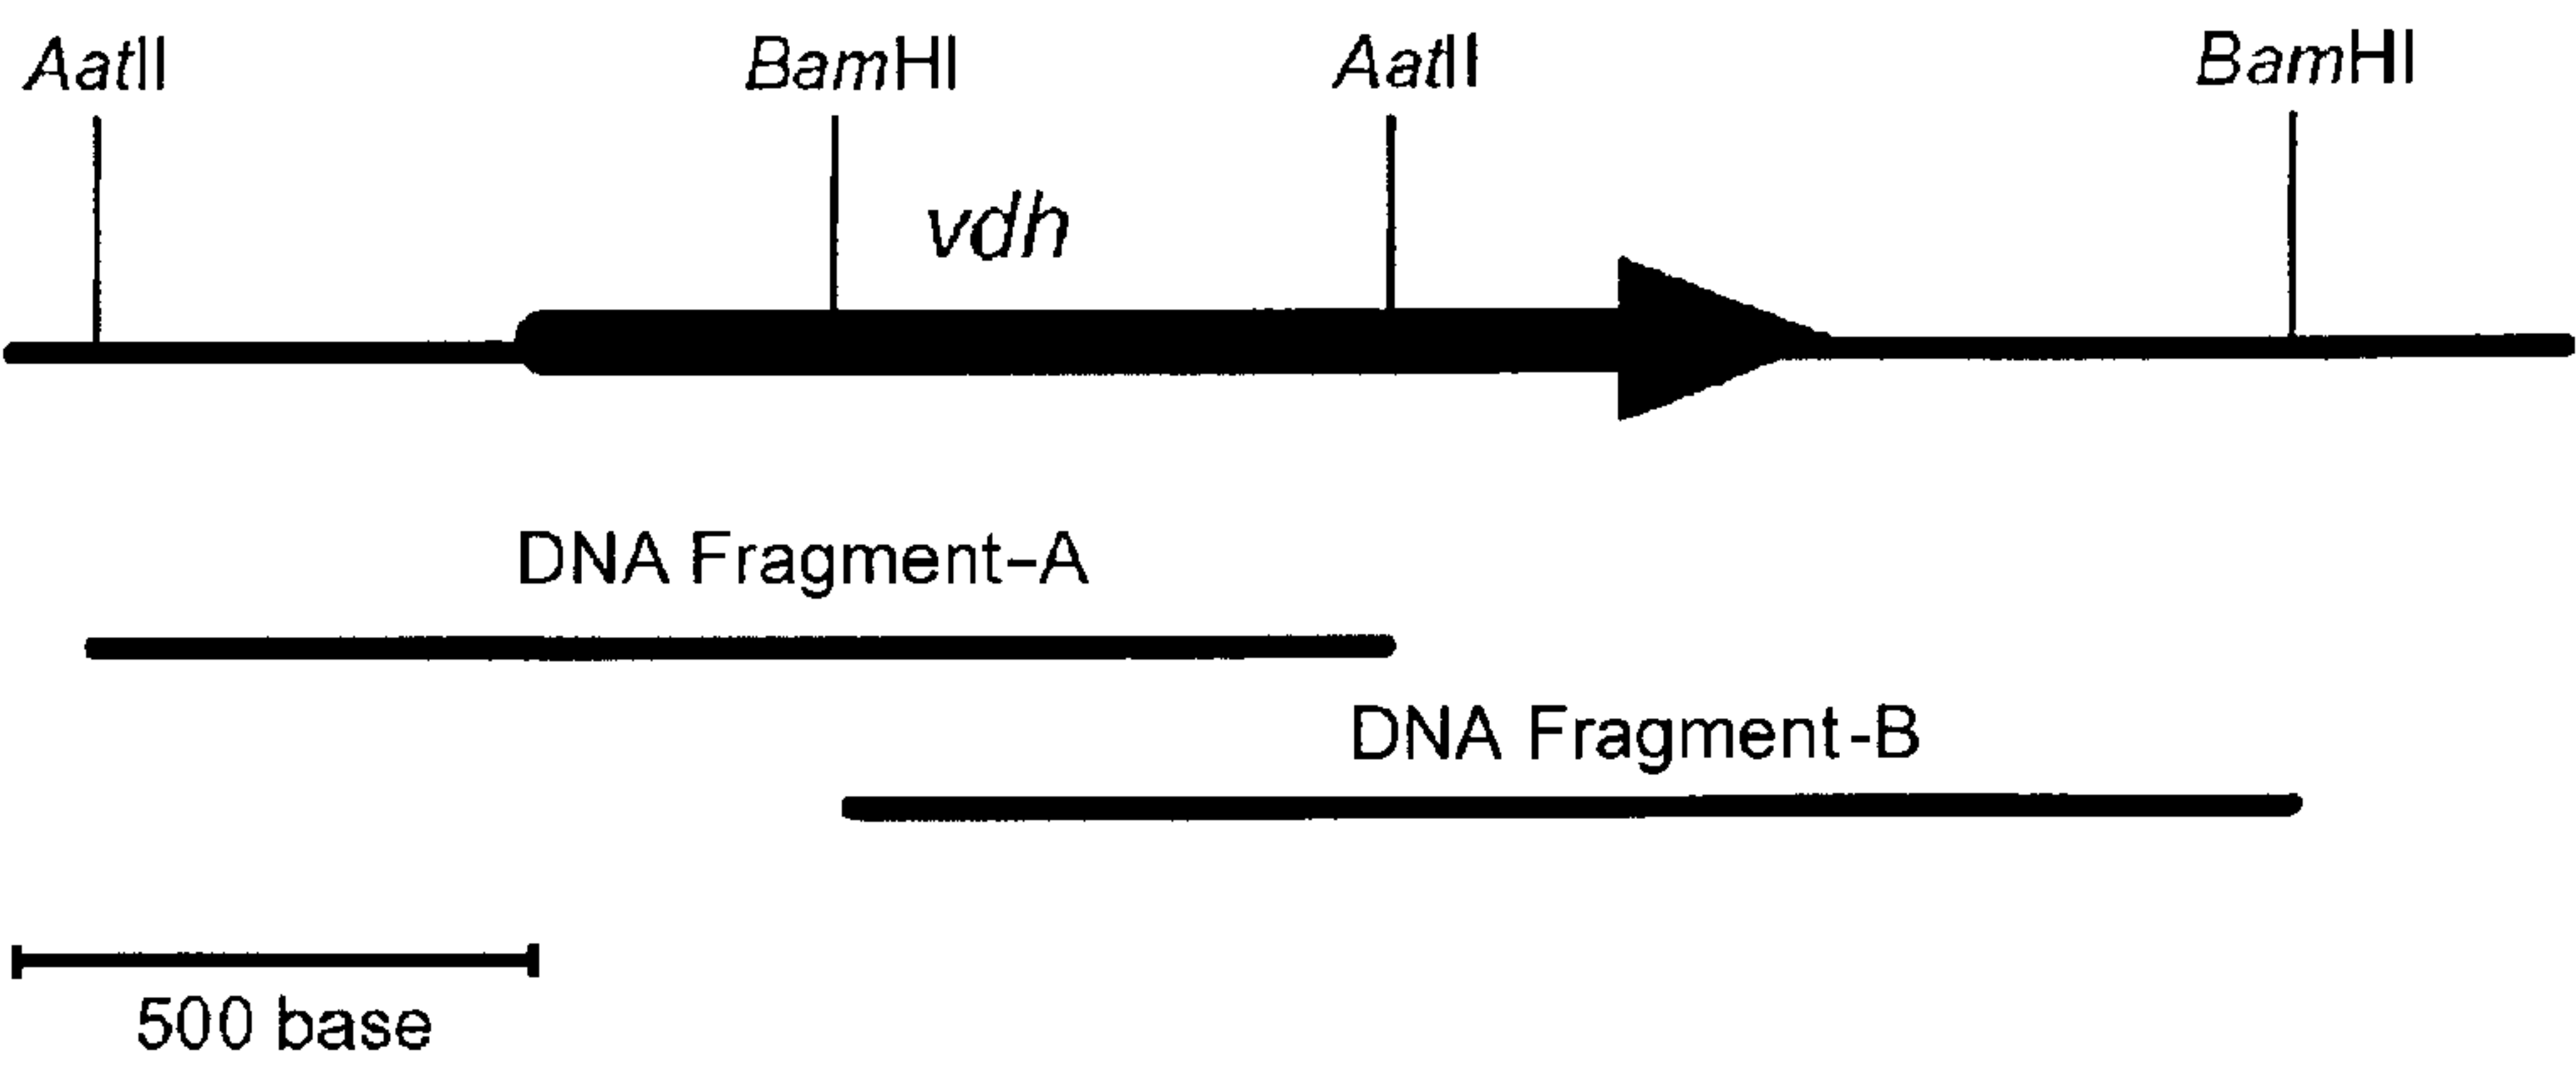 AatII BamHI AatII BamHI
vdh
DNA Fragment–A
DNA Fragment-B
500 base